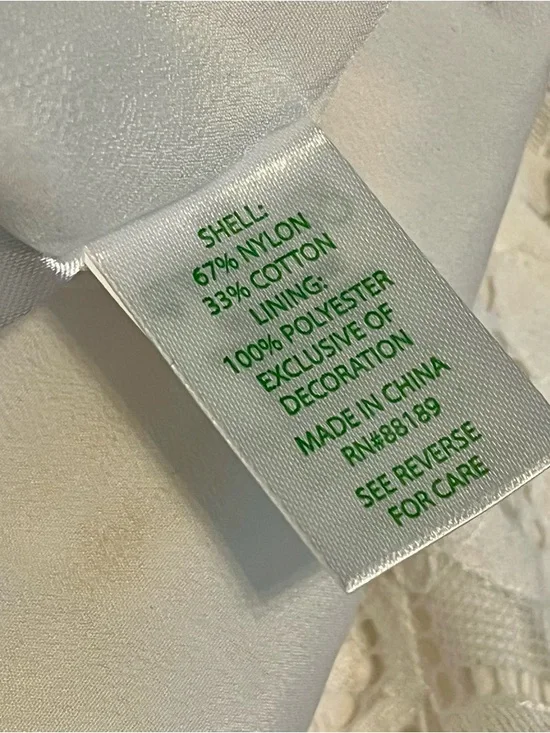 SHELL:
67% NYLON
33% COTTON
LINING:
100% POLYESTER
EXCLUSIVE OF
DECORATION
MADE IN CHINA
RN#88189
SEE REVERSE
FOR CARE